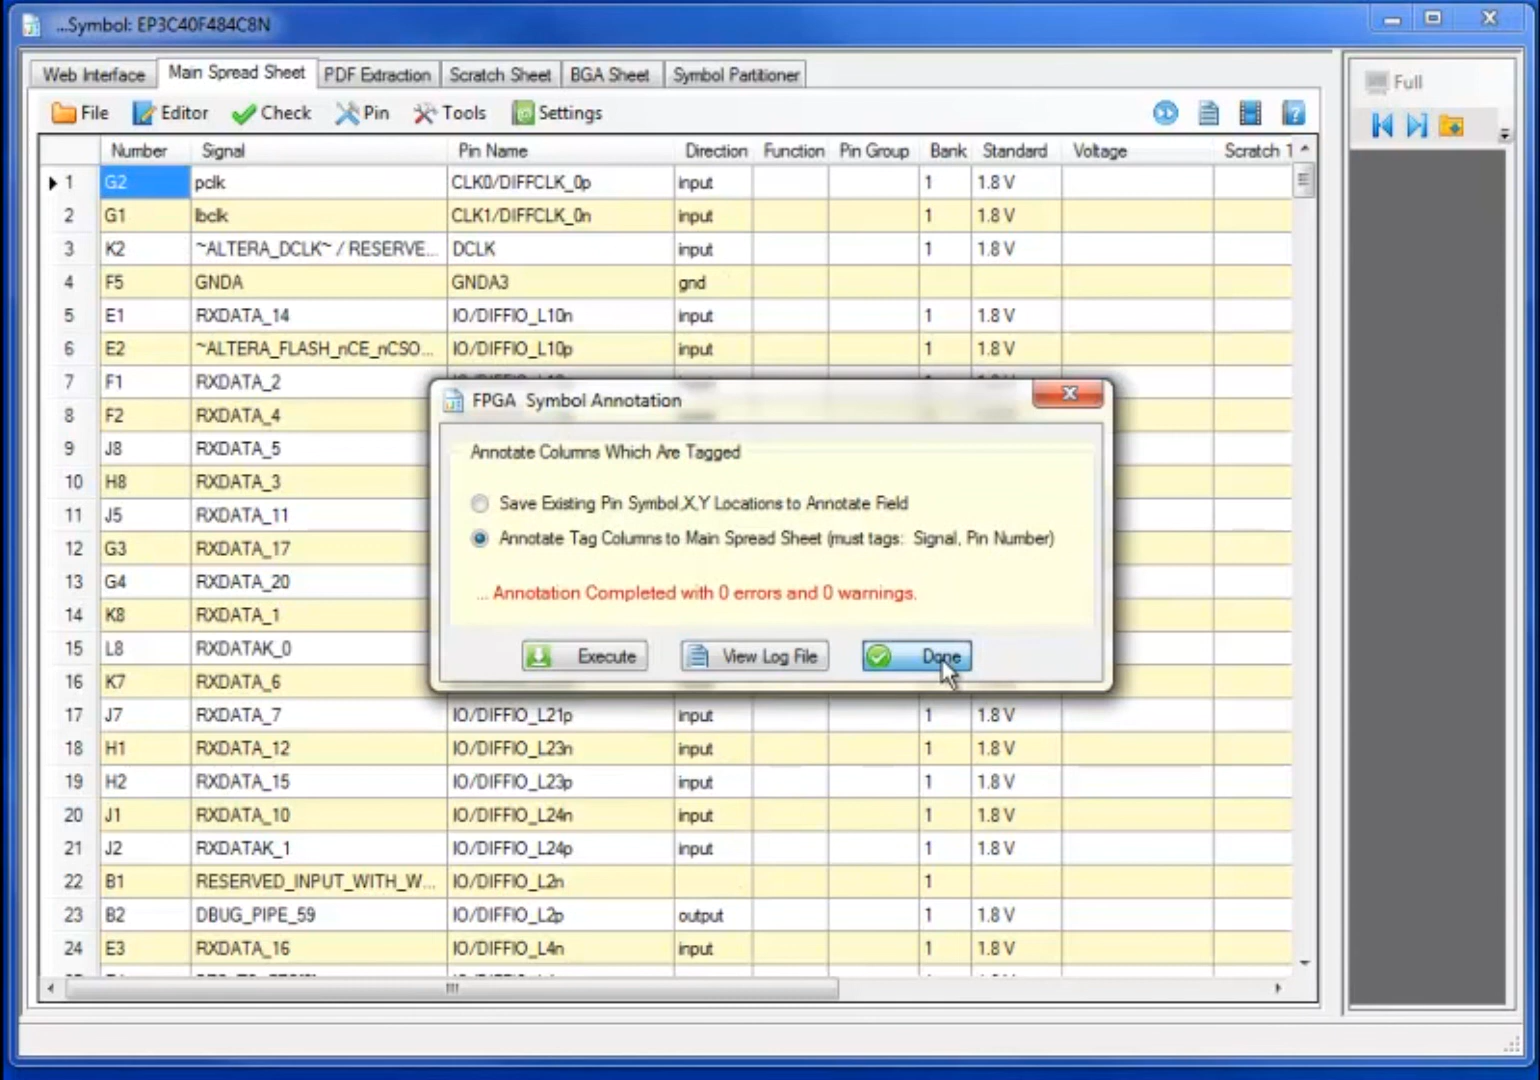 ...Symbol: EP3C40F484C8N
Web Interface Main Spread Sheet PDF Extraction Scratch Sheet BGA Sheet Symbol Partitioner
Full
File Editor Check Pin Tools Settings
Number Signal Pin Name Direction Function Pin Group Bank Standard Voltage Scratch 1
1 G2 pclk CLK0/DIFFCLK_0p input 1 1.8 V
2 G1 lbclk CLK1/DIFFCLK_0n input 1 1.8 V
3 K2 ~ALTERA_DCLK~ / RESERVE... DCLK input 1 1.8 V
4 F5 GNDA GNDA3 gnd
5 E1 RXDATA_14 IO/DIFFIO_L10n input 1 1.8 V
6 E2 ~ALTERA_FLASH_nCE_nCSO... IO/DIFFIO_L10p input 1 1.8 V
7 F1 RXDATA_2
8 F2 RXDATA_4
9 J8 RXDATA_5
10 H8 RXDATA_3
11 J5 RXDATA_11
12 G3 RXDATA_17
13 G4 RXDATA_20
14 K8 RXDATA_1
15 L8 RXDATAK_0
16 K7 RXDATA_6
17 J7 RXDATA_7 IO/DIFFIO_L21p input 1 1.8 V
18 H1 RXDATA_12 IO/DIFFIO_L23n input 1 1.8 V
19 H2 RXDATA_15 IO/DIFFIO_L23p input 1 1.8 V
20 J1 RXDATA_10 IO/DIFFIO_L24n input 1 1.8 V
21 J2 RXDATAK_1 IO/DIFFIO_L24p input 1 1.8 V
22 B1 RESERVED_INPUT_WITH_W... IO/DIFFIO_L2n 1
23 B2 DBUG_PIPE_59 IO/DIFFIO_L2p output 1 1.8 V
24 E3 RXDATA_16 IO/DIFFIO_L4n input 1 1.8 V
FPGA Symbol Annotation
Annotate Columns Which Are Tagged
Save Existing Pin Symbol,X,Y Locations to Annotate Field
Annotate Tag Columns to Main Spread Sheet (must tags: Signal, Pin Number)
... Annotation Completed with 0 errors and 0 warnings.
Execute View Log File Done